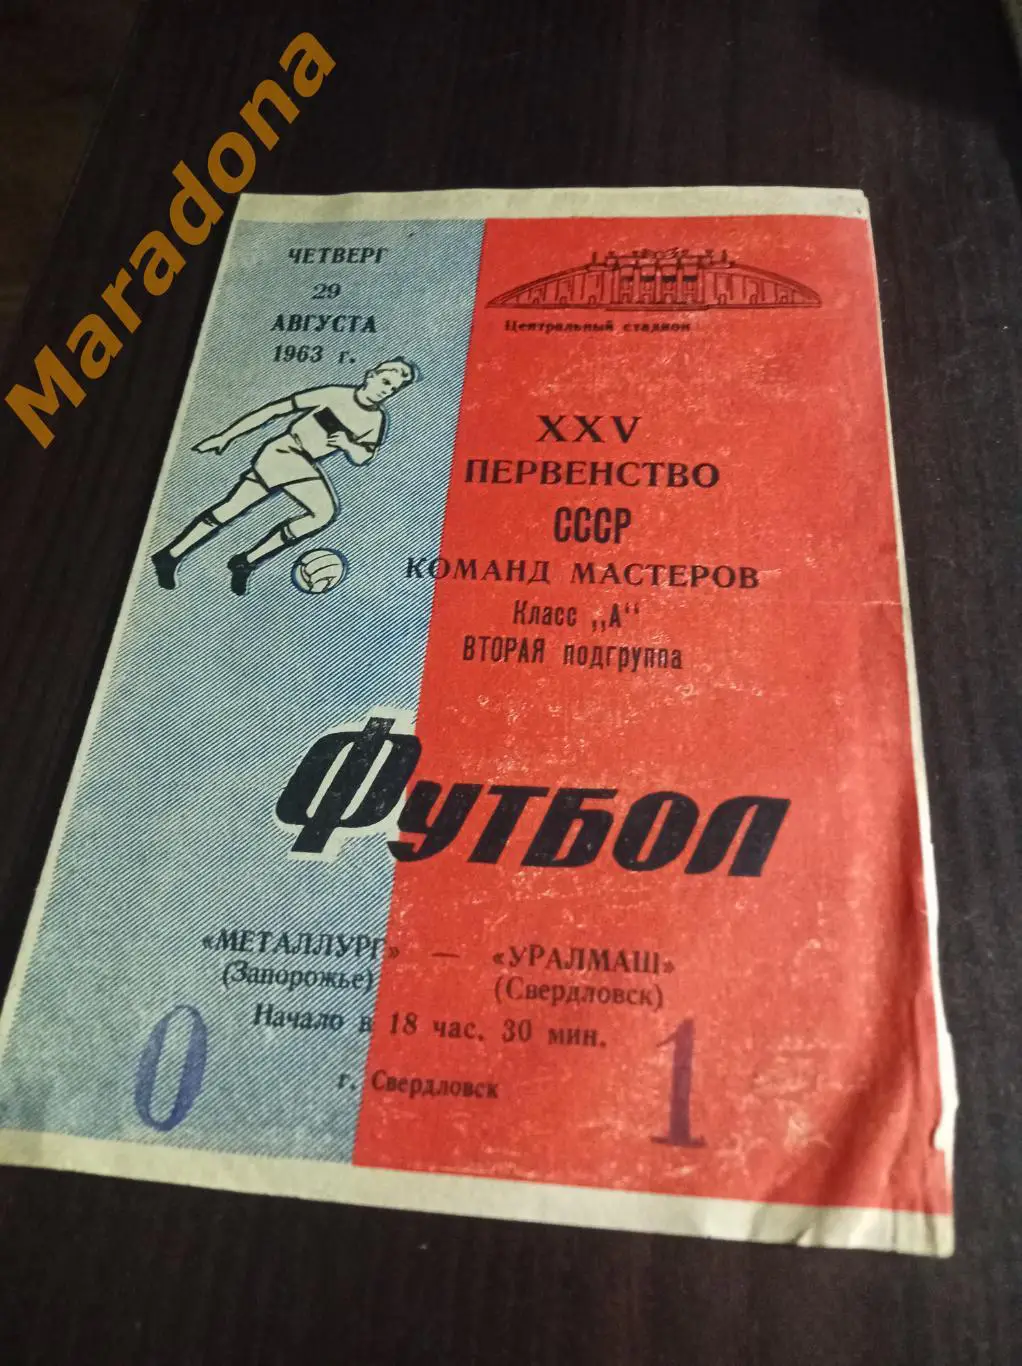 Maradona
ЧЕТВЕРГ
29
АВГУСТА
1963 г.
Центральный стадион
XXV
ПЕРВЕНСТВО
СССР
КОМАНД МАСТЕРОВ
Класс „А"
ВТОРАЯ подгруппа
ФУТБОЛ
«МЕТАЛЛУРГ» — «УРАЛМАШ»
(Запорожье) (Свердловск)
Начало в 18 час. 30 мин.
г. Свердловск
0 1